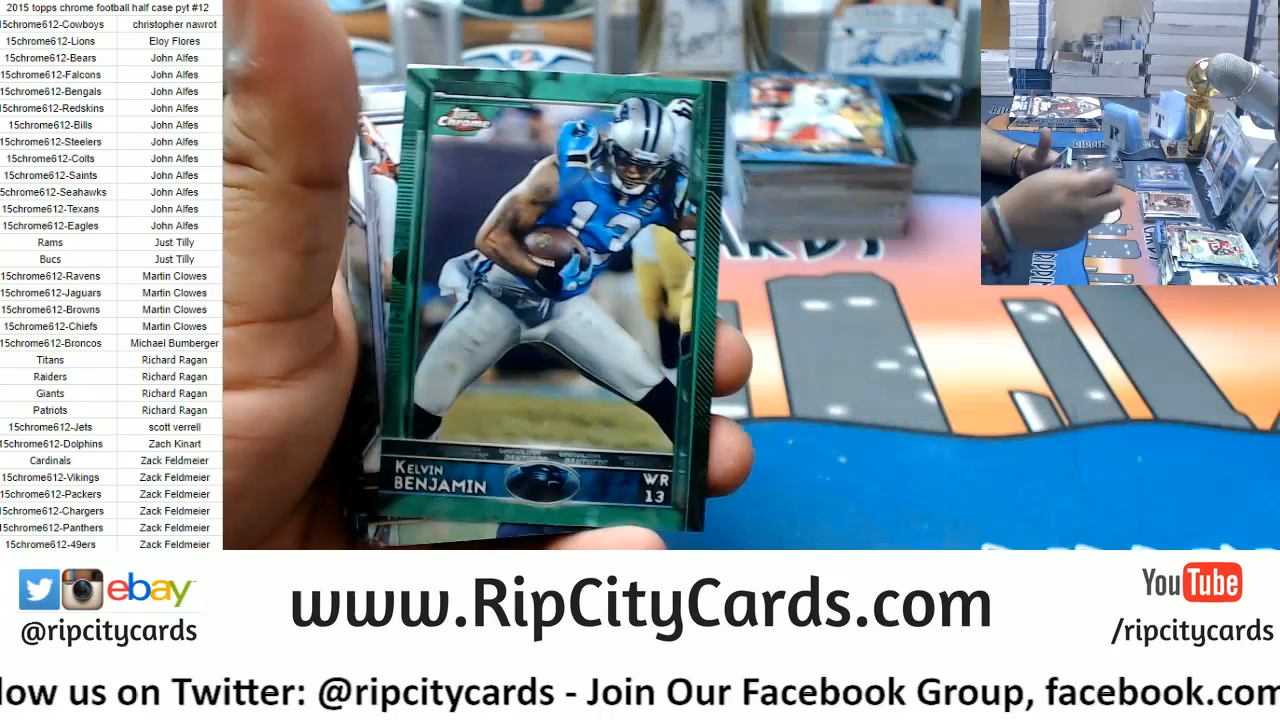 2015 topps chrome football half case pyt #12
15chrome612-Cowboys christopher nawrot
15chrome612-Lions Eloy Flores
15chrome612-Bears John Alfes
15chrome612-Falcons John Alfes
15chrome612-Bengals John Alfes
15chrome612-Redskins John Alfes
15chrome612-Bills John Alfes
15chrome612-Steelers John Alfes
15chrome612-Colts John Alfes
15chrome612-Saints John Alfes
15chrome612-Seahawks John Alfes
15chrome612-Texans John Alfes
15chrome612-Eagles John Alfes
Rams Just Tilly
Bucs Just Tilly
15chrome612-Ravens Martin Clowes
15chrome612-Jaguars Martin Clowes
15chrome612-Browns Martin Clowes
15chrome612-Chiefs Martin Clowes
15chrome612-Broncos Michael Bumberger
Titans Richard Ragan
Raiders Richard Ragan
Giants Richard Ragan
Patriots Richard Ragan
15chrome612-Jets scott verrell
15chrome612-Dolphins Zach Kinart
Cardinals Zack Feldmeier
15chrome612-Vikings Zack Feldmeier
15chrome612-Packers Zack Feldmeier
15chrome612-Chargers Zack Feldmeier
15chrome612-Panthers Zack Feldmeier
15chrome612-49ers Zack Feldmeier
Topps
Chrome
13
KELVIN
BENJAMIN
WR
13
ebay
@ripcitycards
www.RipCityCards.com
YouTube
/ripcitycards
low us on Twitter: @ripcitycards - Join Our Facebook Group, facebook.com